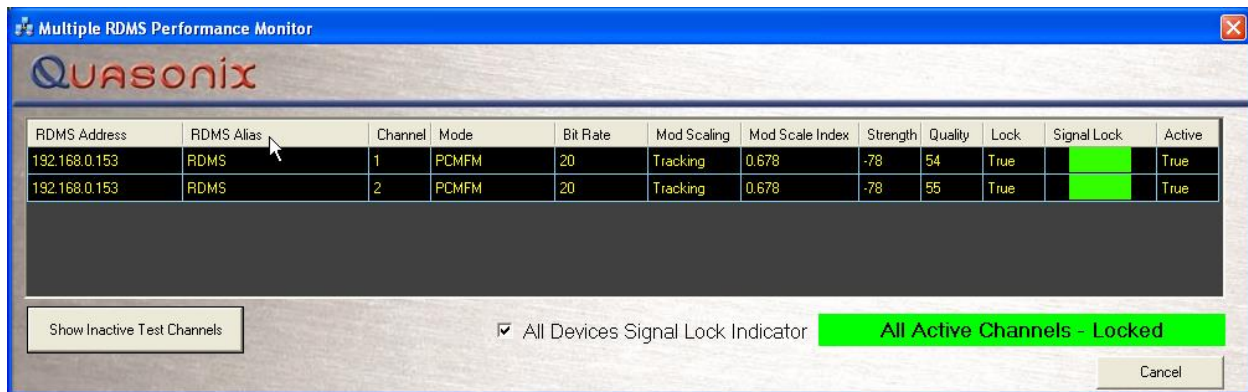 Multiple RDMS Performance Monitor
Quasonix
RDMS Address RDMS Alias Channel Mode Bit Rate Mod Scaling Mod Scale Index Strength Quality Lock Signal Lock Active
192.168.0.153 RDMS 1 PCMFM 20 Tracking 0.678 -78 54 True True
192.168.0.153 RDMS 2 PCMFM 20 Tracking 0.678 -78 55 True True
Show Inactive Test Channels
All Devices Signal Lock Indicator
All Active Channels - Locked
Cancel